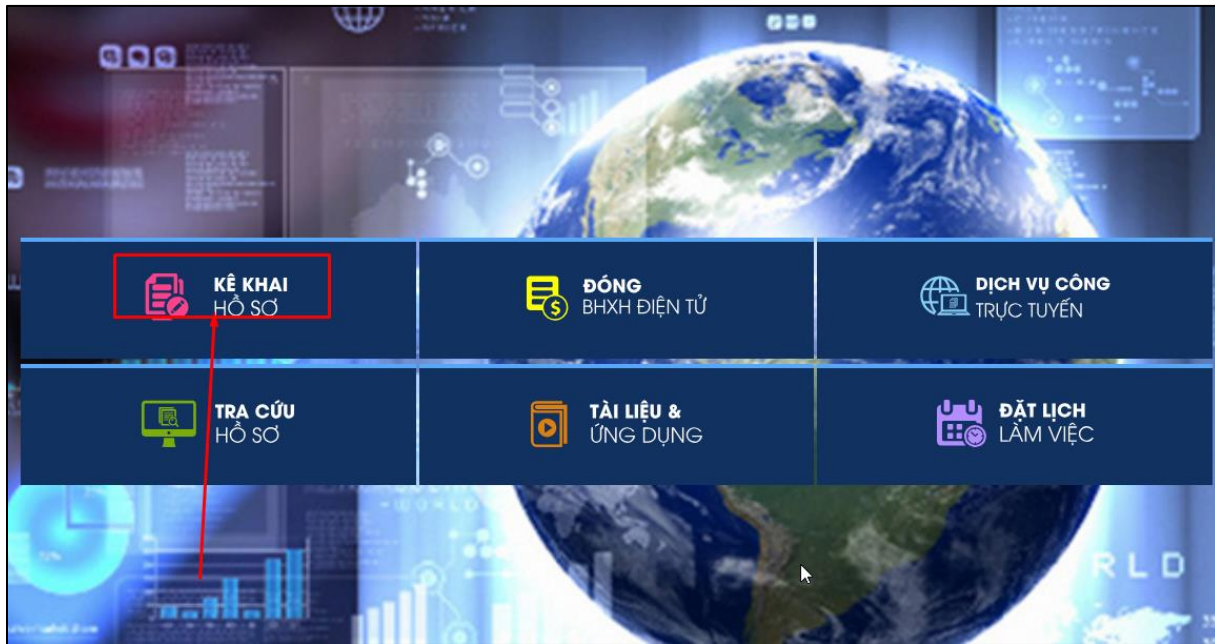 KÊ KHAI
HỒ SƠ
ĐÓNG
BHXH ĐIỆN TỬ
DỊCH VỤ CÔNG
TRỰC TUYẾN
TRA CỨU
HỒ SƠ
TÀI LIỆU &
ỨNG DỤNG
ĐẶT LỊCH
LÀM VIỆC
RLD